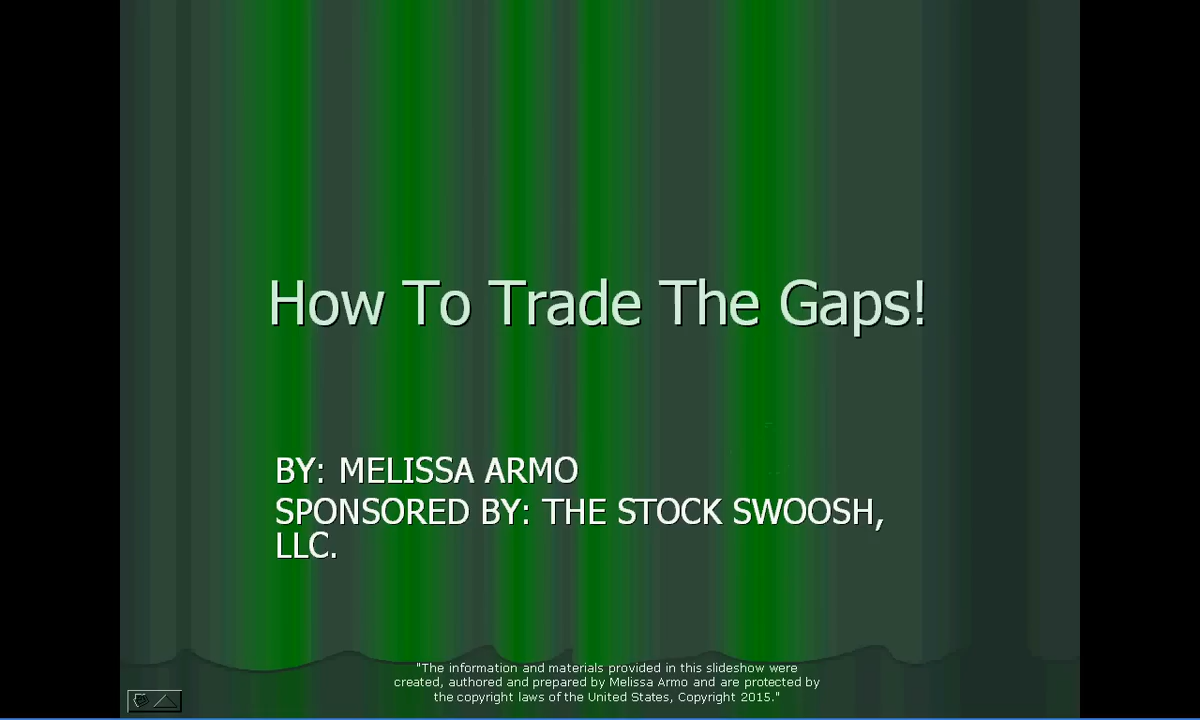 How To Trade The Gaps!
BY: MELISSA ARMO
SPONSORED BY: THE STOCK SWOOSH,
LLC.
"The information and materials provided in this slideshow were
created, authored and prepared by Melissa Armo and are protected by
the copyright laws of the United States, Copyright 2015."